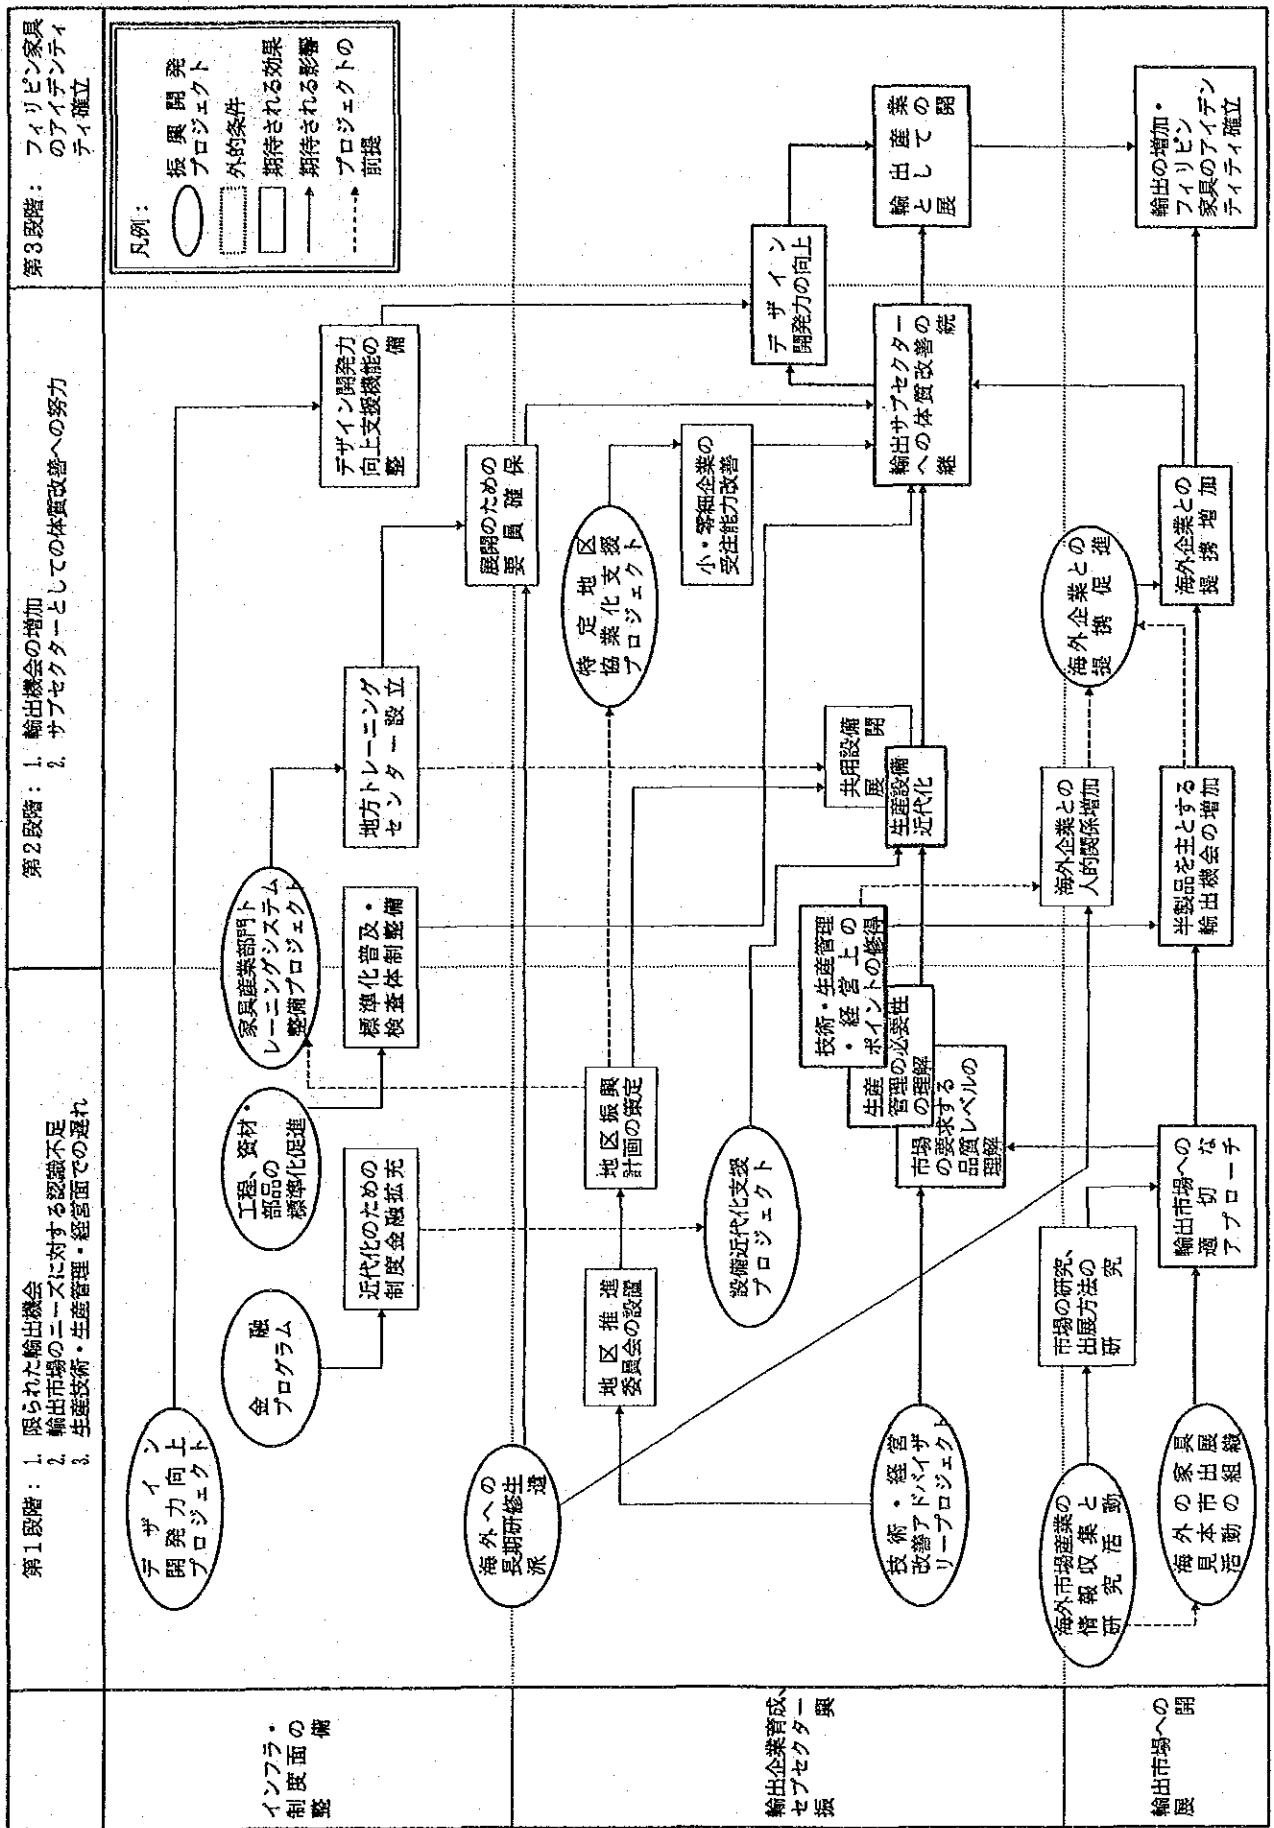 第1段階： 1. 限られた輸出機会
2. 輸出市場のニーズに対する認識不足
3. 生産技術・生産管理・経営面での遅れ
第2段階： 1. 輸出機会の増加
2. サブセクターとしての体質改善への努力
第3段階： フィリピン家具
のアイデンティ
ティ確立
凡例：
振興開発
プロジェクト
外的条件
期待される効果
期待される影響
プロジェクトの
前提
インフラ・
制度面の
整備
デザイン
開発力向上
プロジェクト
金融
プログラム
近代化のための
制度金融拡充
工程、資材・
部品の
標準化促進
標準化普及・
検査体制整備
家具産業部門ト
レーニングシステム
整備プロジェクト
地方トレーニング
センター設立
デザイン開発力
向上支援機能の
整備
展開のための
要員確保
輸出企業育成、
セブセクター
振興
海外への
長期研修生
派遣
地区推進
委員会の設置
地区振興
計画の策定
特定地区
協業化支援
プロジェクト
小・零細企業の
受注能力改善
設備近代化支援
プロジェクト
共用設備
展開
生産設備
近代化
技術・経営
改善アドバイザ
リープロジェクト
市場
の要求する
品質レベルの
理解
生産
管理の必要性
の理解
技術・生産管理
・経営上の
ポイントの修得
輸出サブセクター
への体質改善の
継続
デザイン
開発力の向上
輸出産業
としての
展開
輸出市場への
展開
海外市場産業の
情報収集と
研究活動
市場の研究、
出展方法の
研究
海外の家具
見本市出展
活動の組織
輸出市場への
適切な
アプローチ
海外企業との
人的関係増加
半製品を主とする
輸出機会の増加
海外企業との
提携促進
海外企業との
提携増加
輸出の増加・
フィリピン
家具のアイデン
ティティ確立